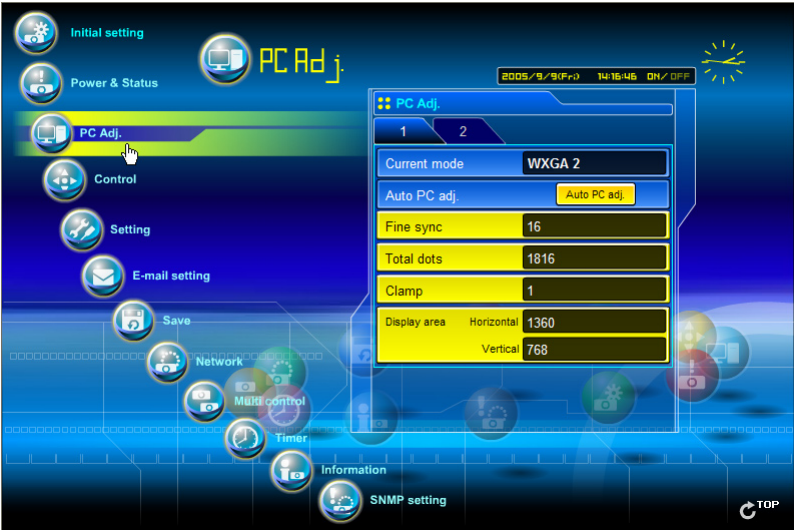 Initial setting
Power & Status
PC Adj.
Control
Setting
E-mail setting
Save
Network
Multi control
Timer
Information
SNMP setting
PC Adj.
2005/9/9(Fri) 14:16:46 ON/OFF
PC Adj.
1 2
Current mode WXGA 2
Auto PC adj. Auto PC adj.
Fine sync 16
Total dots 1816
Clamp 1
Display area Horizontal 1360
Vertical 768
TOP